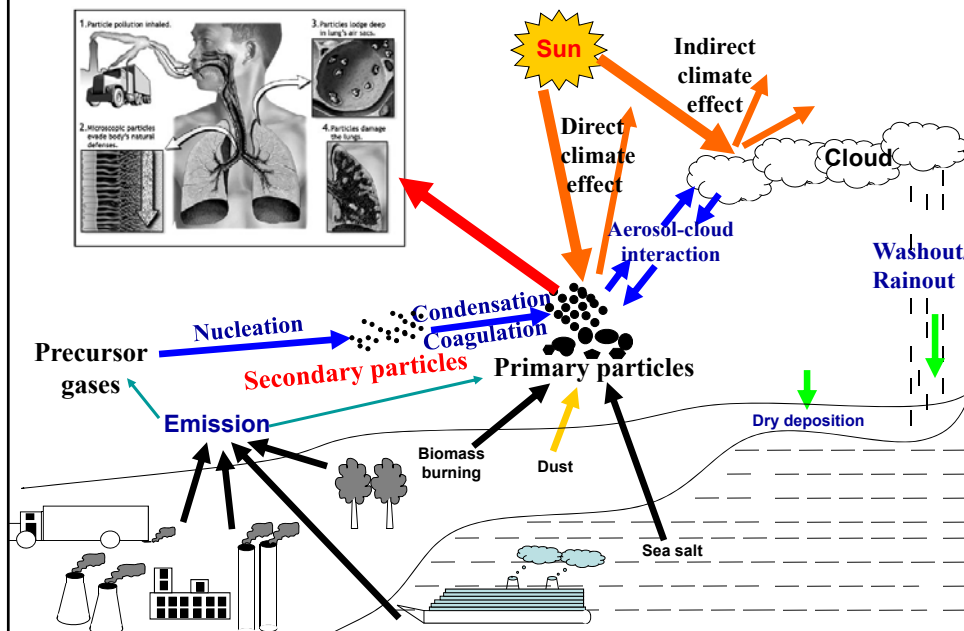 1. Particle pollution inhaled.
3. Particles lodge deep
in lung's air sacs.
2. Microscopic particles
evade body's natural
defenses.
4. Particles damage
the lungs.
Sun
Indirect
climate
effect
Direct
climate
effect
Cloud
Aerosol-cloud
interaction
Washout
Rainout
Nucleation
Condensation
Coagulation
Precursor
gases
Secondary particles
Primary particles
Emission
Biomass
burning
Dust
Dry deposition
Sea salt